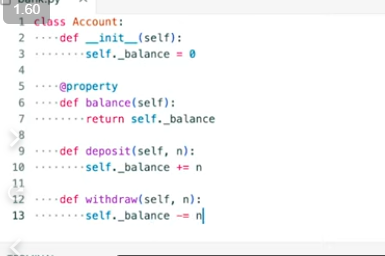 bank.py
1.60
1 class Account:
2 ····def __init__(self):
3 ········self._balance = 0
4
5 ····@property
6 ····def balance(self):
7 ········return self._balance
8
9 ····def deposit(self, n):
10 ········self._balance += n
11
12 ····def withdraw(self, n):
13 ········self._balance -= n